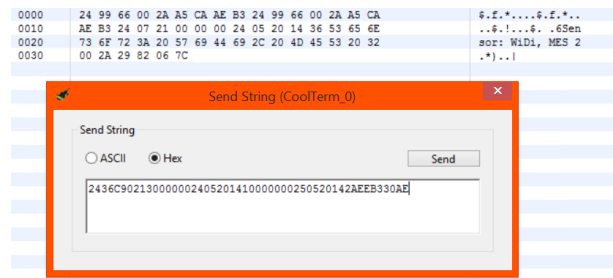 0000 24 99 66 00 2A A5 CA AE B3 24 99 66 00 2A A5 CA $.f.*....$.f.*..
0010 AE B3 24 07 21 00 00 00 24 05 20 14 36 53 65 6E ..$.!...$. .6Sen
0020 73 6F 72 3A 20 57 69 44 69 2C 20 4D 45 53 20 32 sor: WiDi, MES 2
0030 00 2A 29 82 06 7C .*)..|
Send String (CoolTerm_0)
Send String
ASCII Hex Send
2436C902130000002405201410000000250520142AEEB330AE